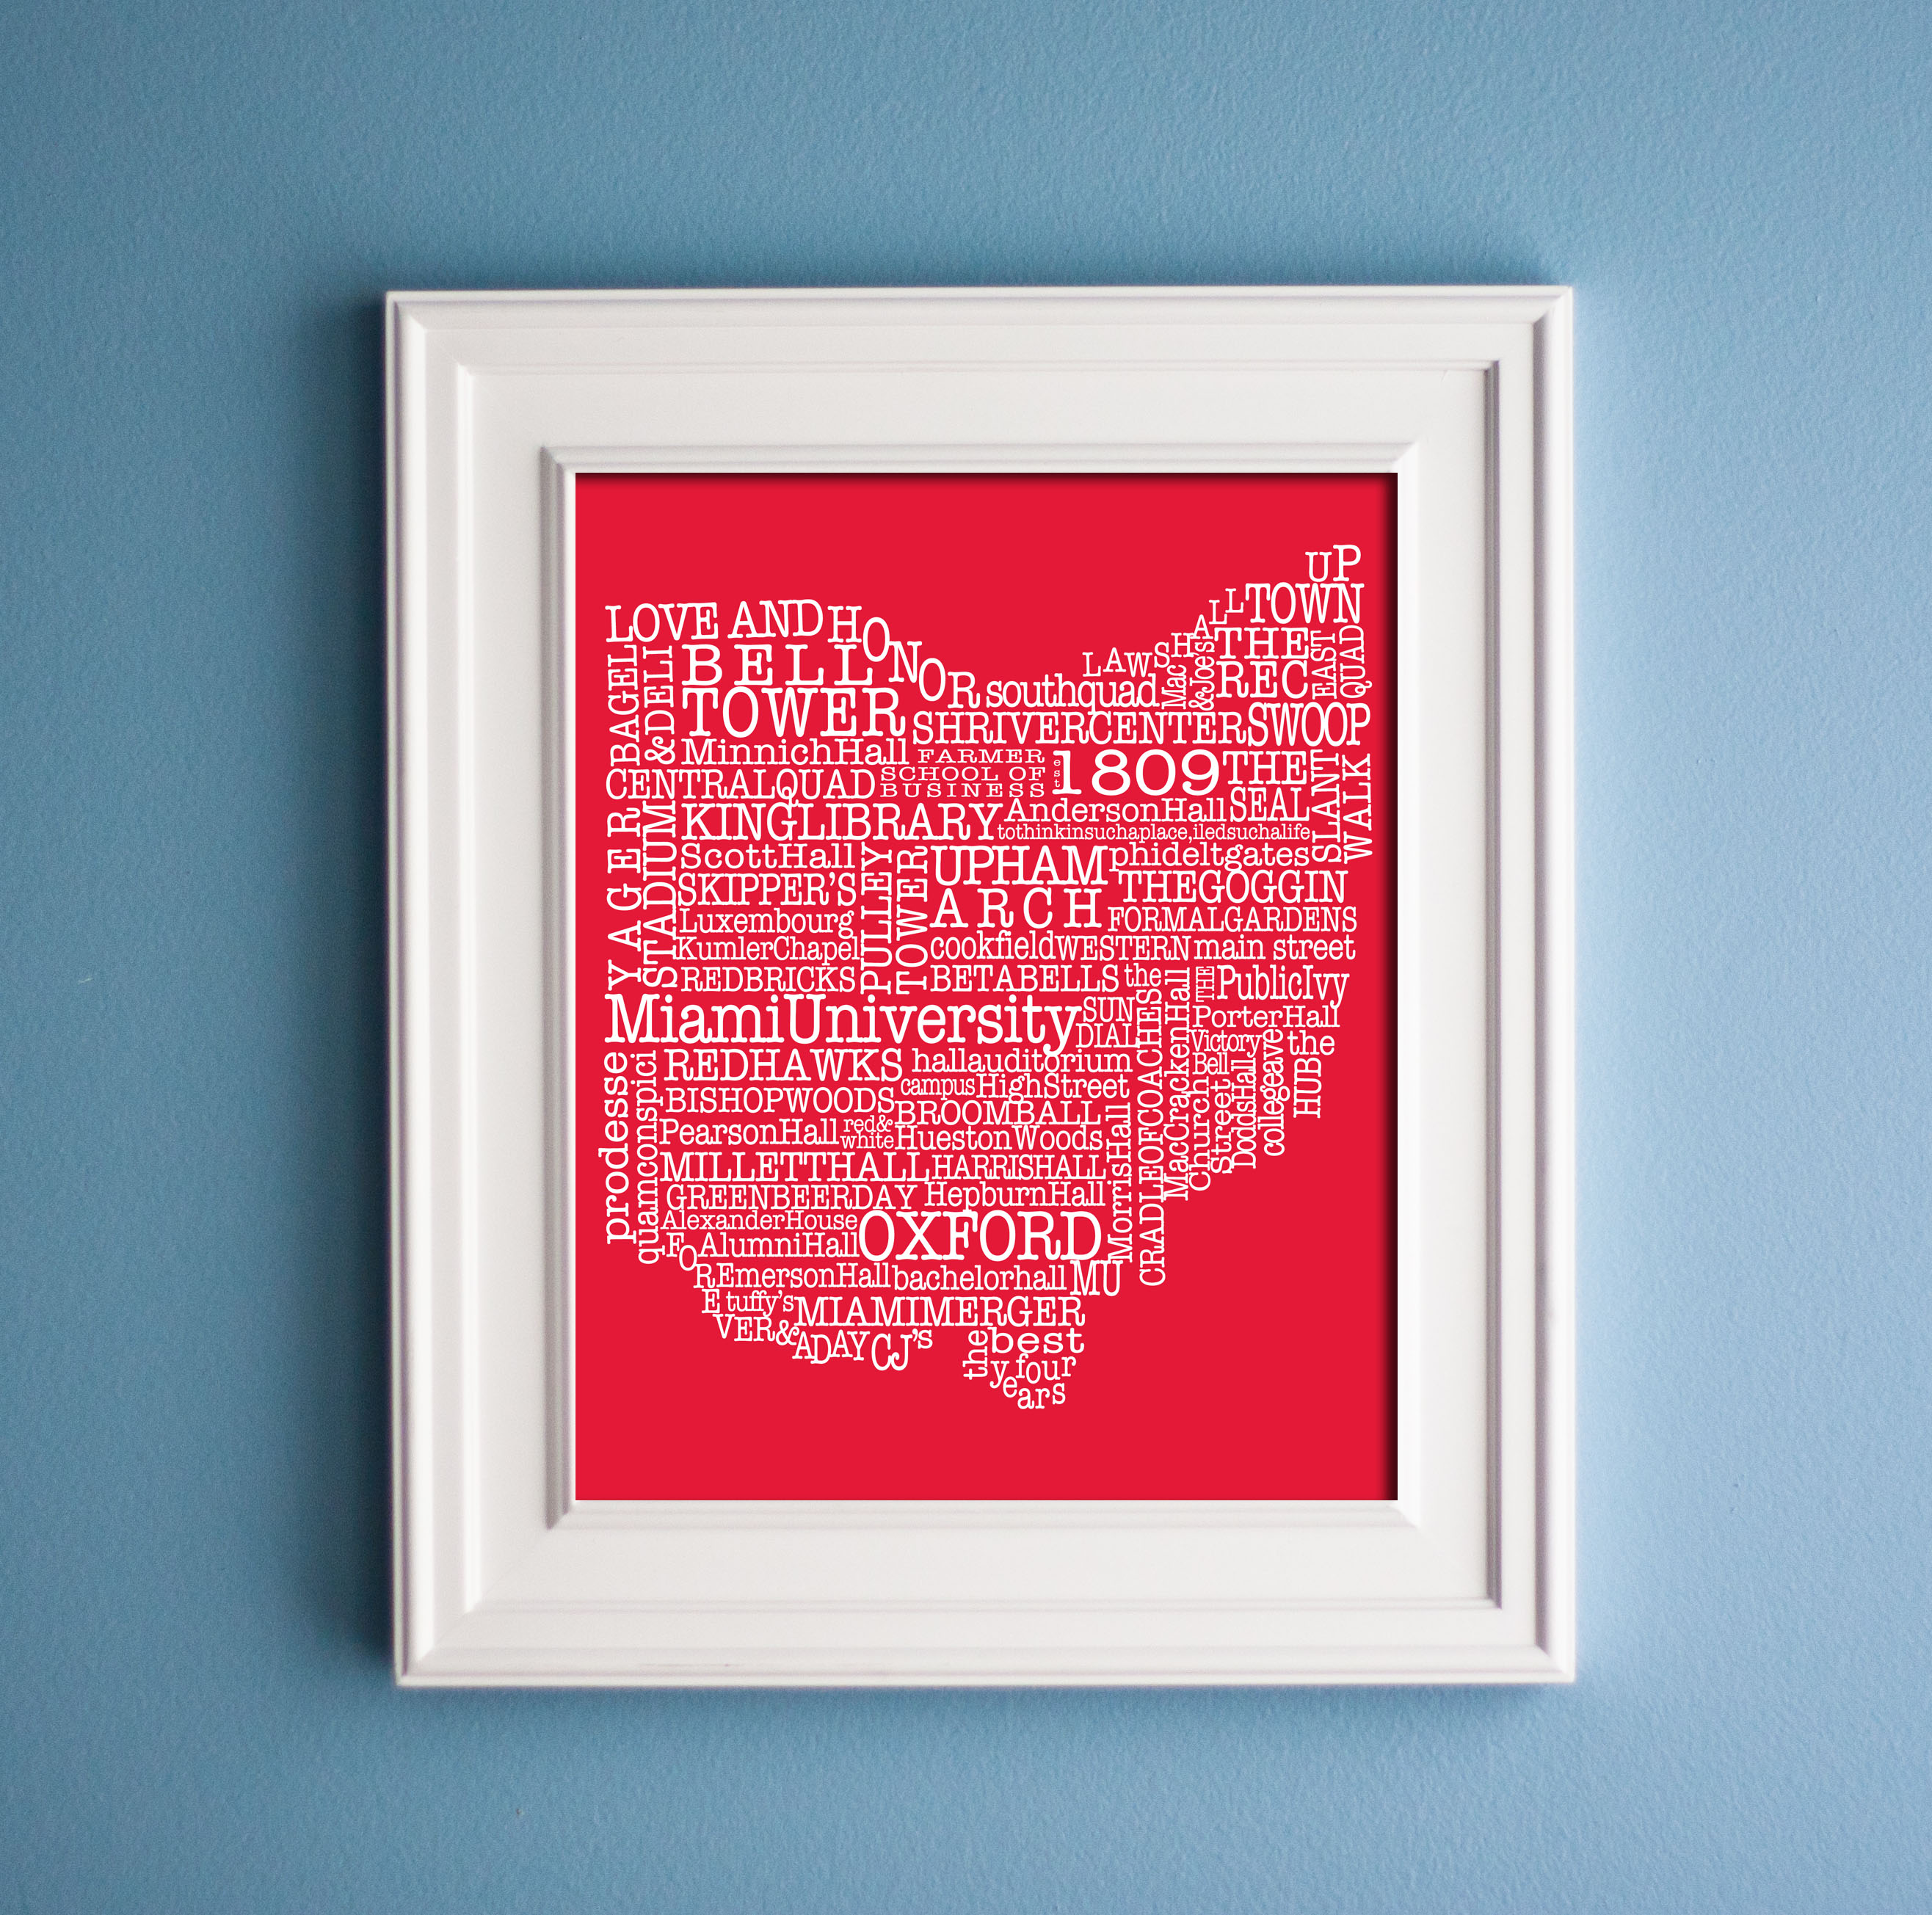 UP
TOWN
LOVE AND HONOR
LAWSHALL
BAGEL
&DELI
BELL
TOWER
southquad
Mac
&Joe's
THE
REC
EAST
QUAD
SHRIVERCENTER
SWOOP
MinnichHall
FARMER
SCHOOL OF
BUSINESS
est
1809
THE
SEAL
SLANT
WALK
CENTRALQUAD
YAGER
STADIUM
KINGLIBRARY
AndersonHall
tothinkinsuchaplace,iledsuchalife
ScottHall
PULLEY
TOWER
UPHAM
ARCH
phideltgates
SKIPPER'S
THEGOGGIN
Luxembourg
FORMALGARDENS
KumlerChapel
cookfield
WESTERN
main street
REDBRICKS
BETABELLS
the
CRADLEOFCOACHES
MacCrackenHall
THE
PublicIvy
MiamiUniversity
SUN
DIAL
PorterHall
Victory
Bell
the
HUB
prodesse
quamconspici
REDHAWKS
hallauditorium
campus
HighStreet
Church
Street
DoddsHall
collegeave
BISHOPWOODS
BROOMBALL
PearsonHall
red&
white
HuestonWoods
MorrisHall
MILLETTHALL
HARRISHALL
GREENBEERDAY
HepburnHall
AlexanderHouse
OXFORD
FOREVER&ADAY
AlumniHall
EmersonHall
bachelorhall
MU
tuffy's
MIAMIMERGER
CJ's
the
best
four
years